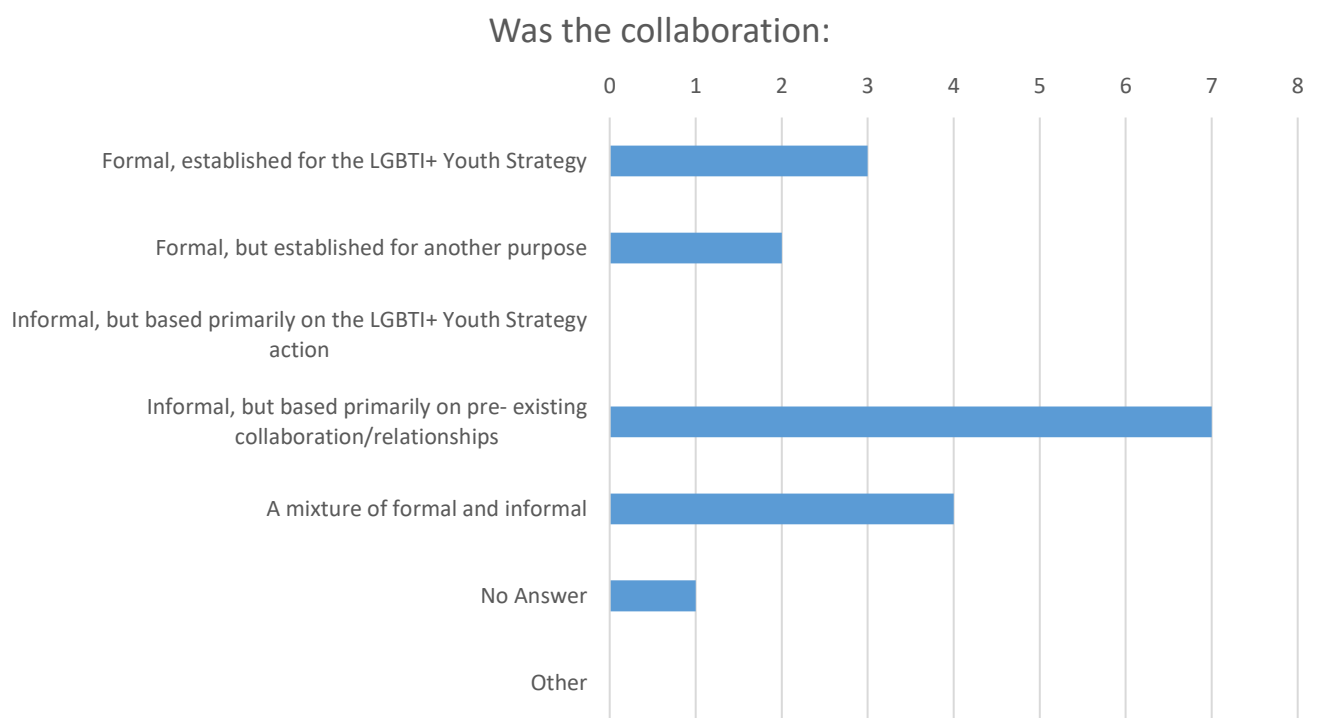 Was the collaboration:
0 1 2 3 4 5 6 7 8
Formal, established for the LGBTI+ Youth Strategy
Formal, but established for another purpose
Informal, but based primarily on the LGBTI+ Youth Strategy
action
Informal, but based primarily on pre- existing
collaboration/relationships
A mixture of formal and informal
No Answer
Other